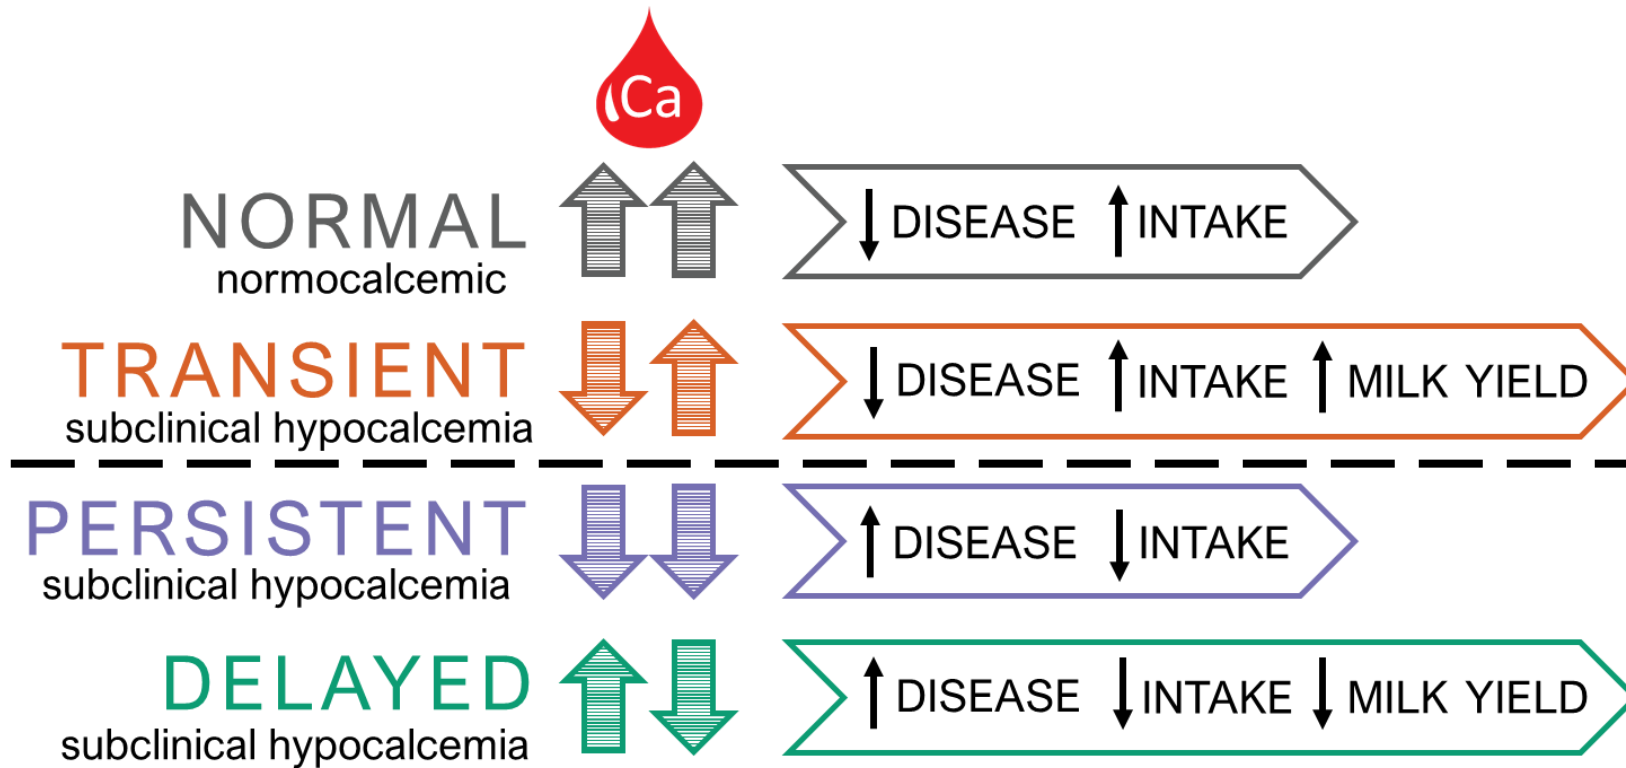 Ca
NORMAL
normocalcemic
DISEASE INTAKE
TRANSIENT
subclinical hypocalcemia
DISEASE INTAKE MILK YIELD
PERSISTENT
subclinical hypocalcemia
DISEASE INTAKE
DELAYED
subclinical hypocalcemia
DISEASE INTAKE MILK YIELD